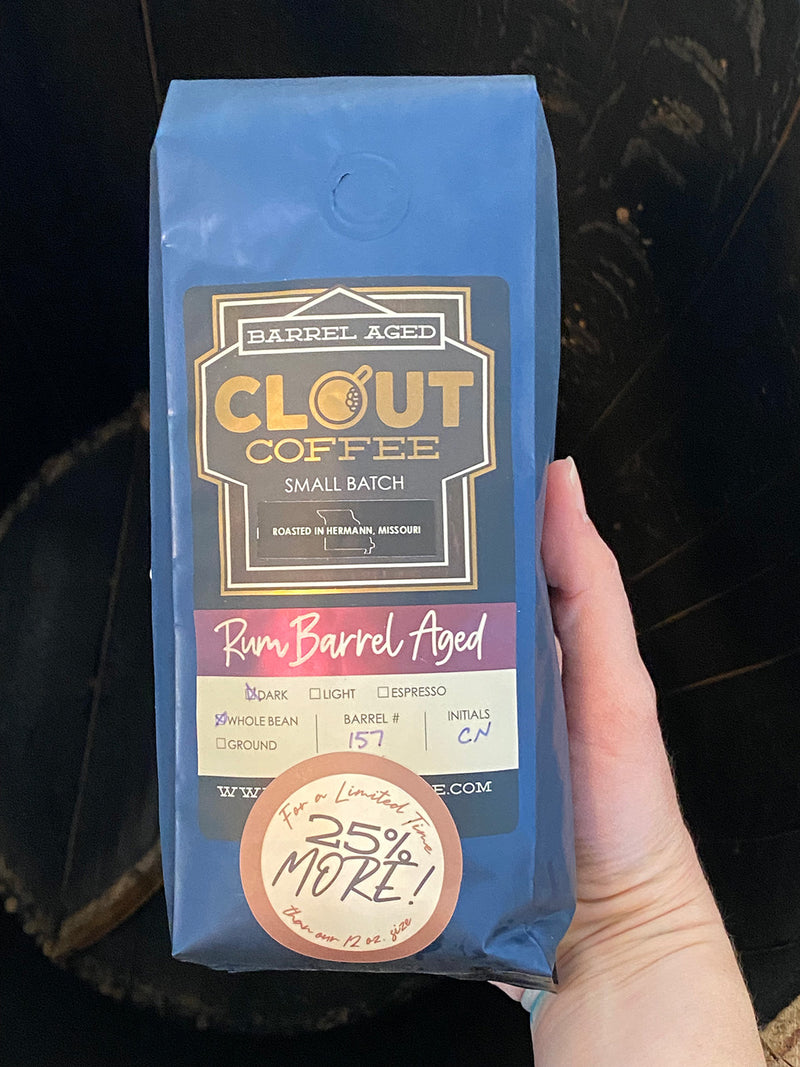 BARREL AGED
CLOUT
COFFEE
SMALL BATCH
ROASTED IN HERMANN, MISSOURI
Rum Barrel Aged
DARK LIGHT ESPRESSO
WHOLE BEAN BARREL # INITIALS
GROUND 157 CN
For a Limited Time
25%
MORE!
than our 12 oz. size